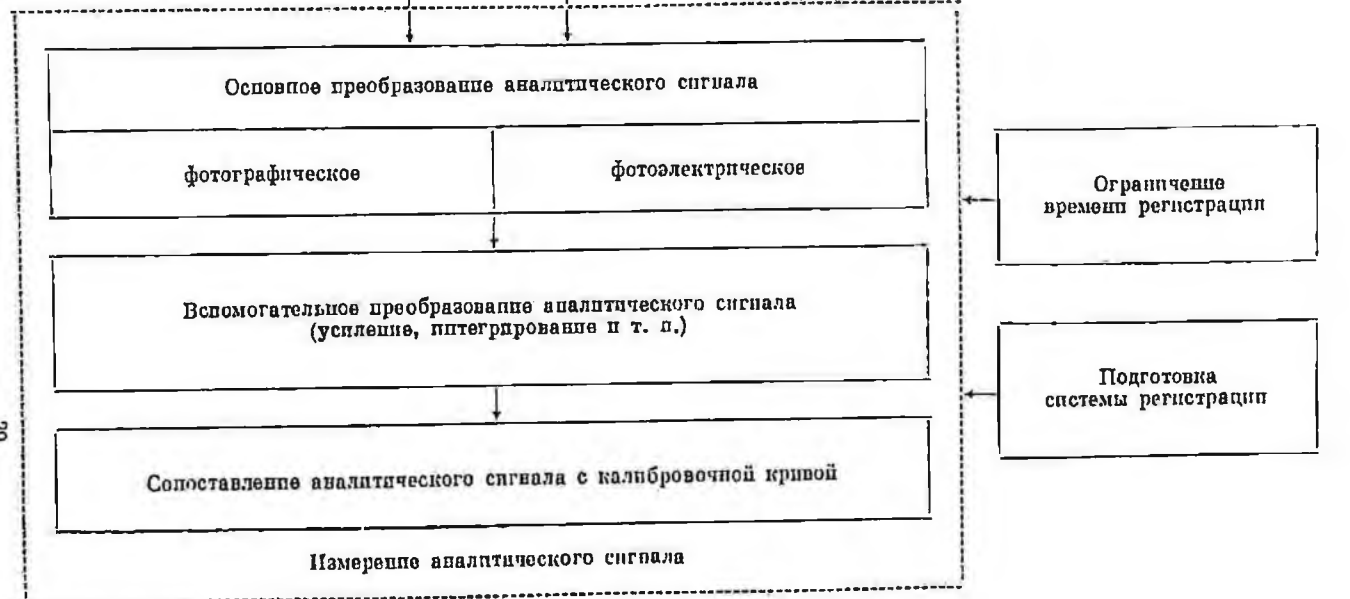 Основное преобразование аналитического сигнала
фотографическое
фотоэлектрическое
Вспомогательное преобразование аналитического сигнала
(усиление, интегрирование и т. п.)
Сопоставление аналитического сигнала с калибровочной кривой
Измерение аналитического сигнала
Ограничение
времени регистрации
Подготовка
системы регистрации